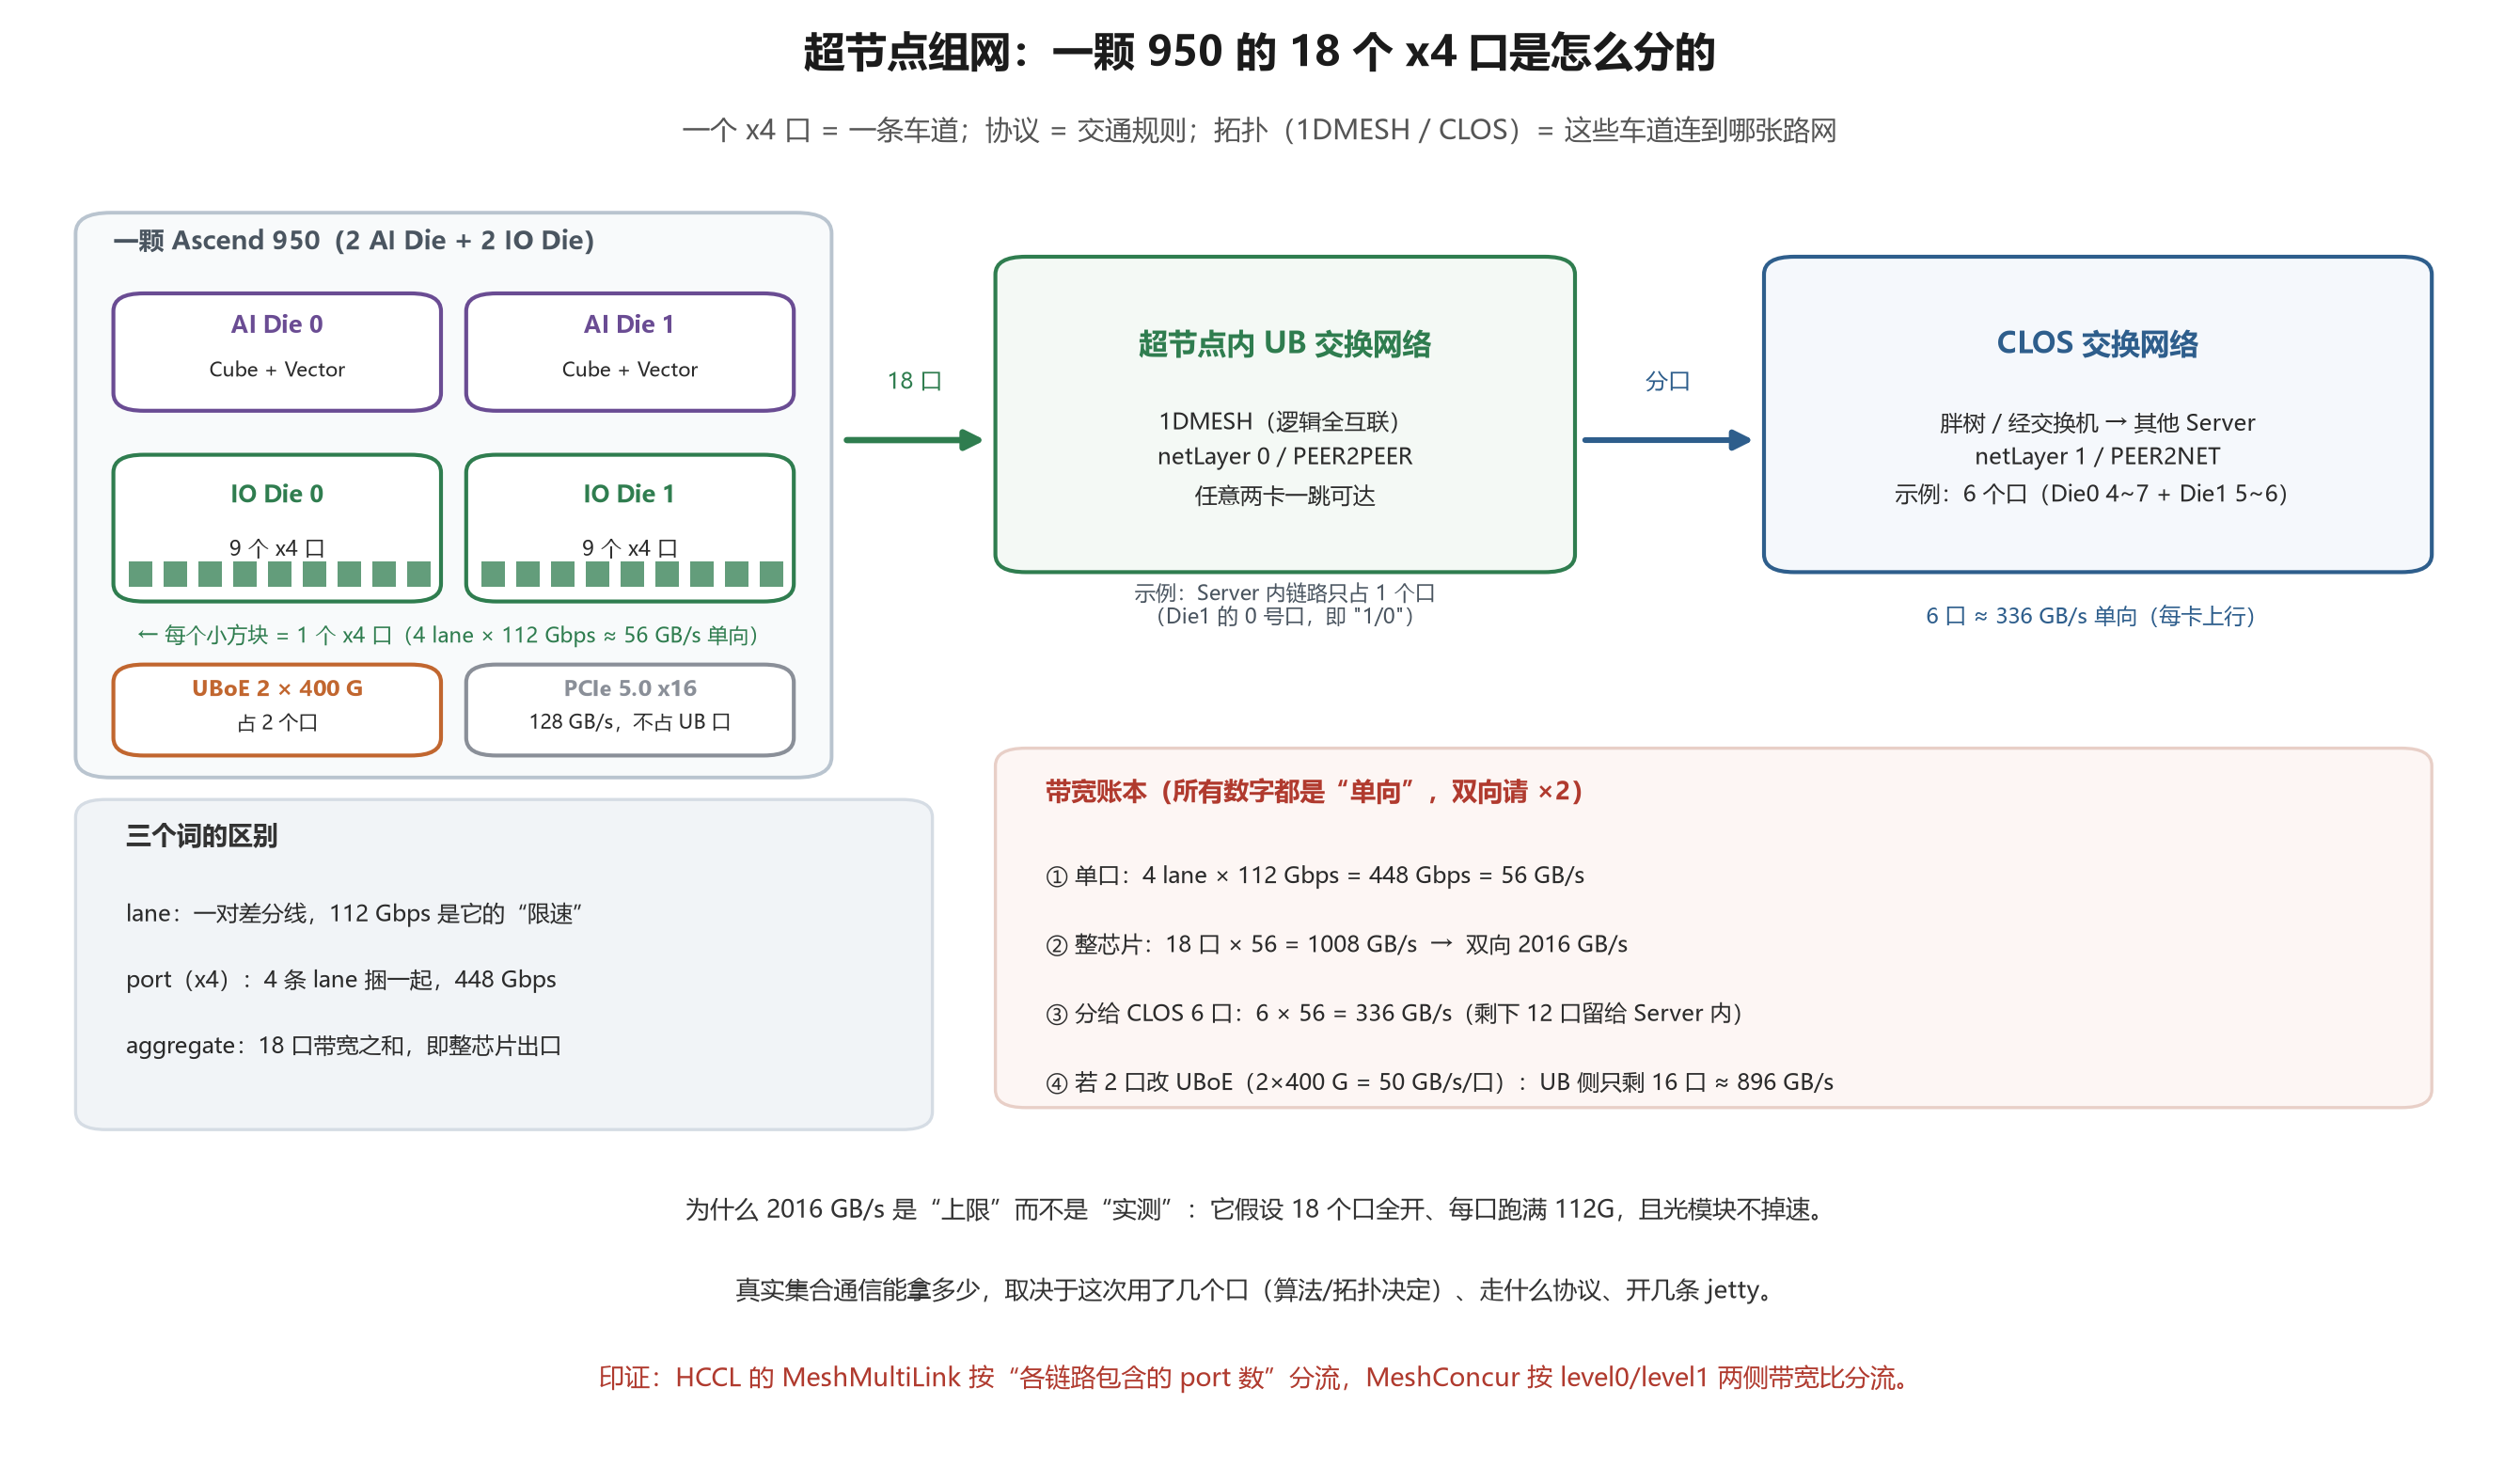 超节点组网：一颗 950 的 18 个 x4 口是怎么分的
一个 x4 口 = 一条车道；协议 = 交通规则；拓扑（1DMESH / CLOS）= 这些车道连到哪张路网
一颗 Ascend 950（2 AI Die + 2 IO Die）
AI Die 0
Cube + Vector
AI Die 1
Cube + Vector
IO Die 0
9 个 x4 口
IO Die 1
9 个 x4 口
← 每个小方块 = 1 个 x4 口（4 lane × 112 Gbps ≈ 56 GB/s 单向）
UBoE 2 × 400 G
占 2 个口
PCIe 5.0 x16
128 GB/s，不占 UB 口
18 口
超节点内 UB 交换网络
1DMESH（逻辑全互联）
netLayer 0 / PEER2PEER
任意两卡一跳可达
示例：Server 内链路只占 1 个口
（Die1 的 0 号口，即 "1/0"）
分口
CLOS 交换网络
胖树 / 经交换机 → 其他 Server
netLayer 1 / PEER2NET
示例：6 个口（Die0 4~7 + Die1 5~6）
6 口 ≈ 336 GB/s 单向（每卡上行）
三个词的区别
lane：一对差分线，112 Gbps 是它的“限速”
port（x4）：4 条 lane 捆一起，448 Gbps
aggregate：18 口带宽之和，即整芯片出口
带宽账本（所有数字都是“单向”，双向请 ×2）
① 单口：4 lane × 112 Gbps = 448 Gbps = 56 GB/s
② 整芯片：18 口 × 56 = 1008 GB/s → 双向 2016 GB/s
③ 分给 CLOS 6 口：6 × 56 = 336 GB/s（剩下 12 口留给 Server 内）
④ 若 2 口改 UBoE（2×400 G = 50 GB/s/口）：UB 侧只剩 16 口 ≈ 896 GB/s
为什么 2016 GB/s 是“上限”而不是“实测”：它假设 18 个口全开、每口跑满 112G，且光模块不掉速。
真实集合通信能拿多少，取决于这次用了几个口（算法/拓扑决定）、走什么协议、开几条 jetty。
印证：HCCL 的 MeshMultiLink 按“各链路包含的 port 数”分流，MeshConcur 按 level0/level1 两侧带宽比分流。